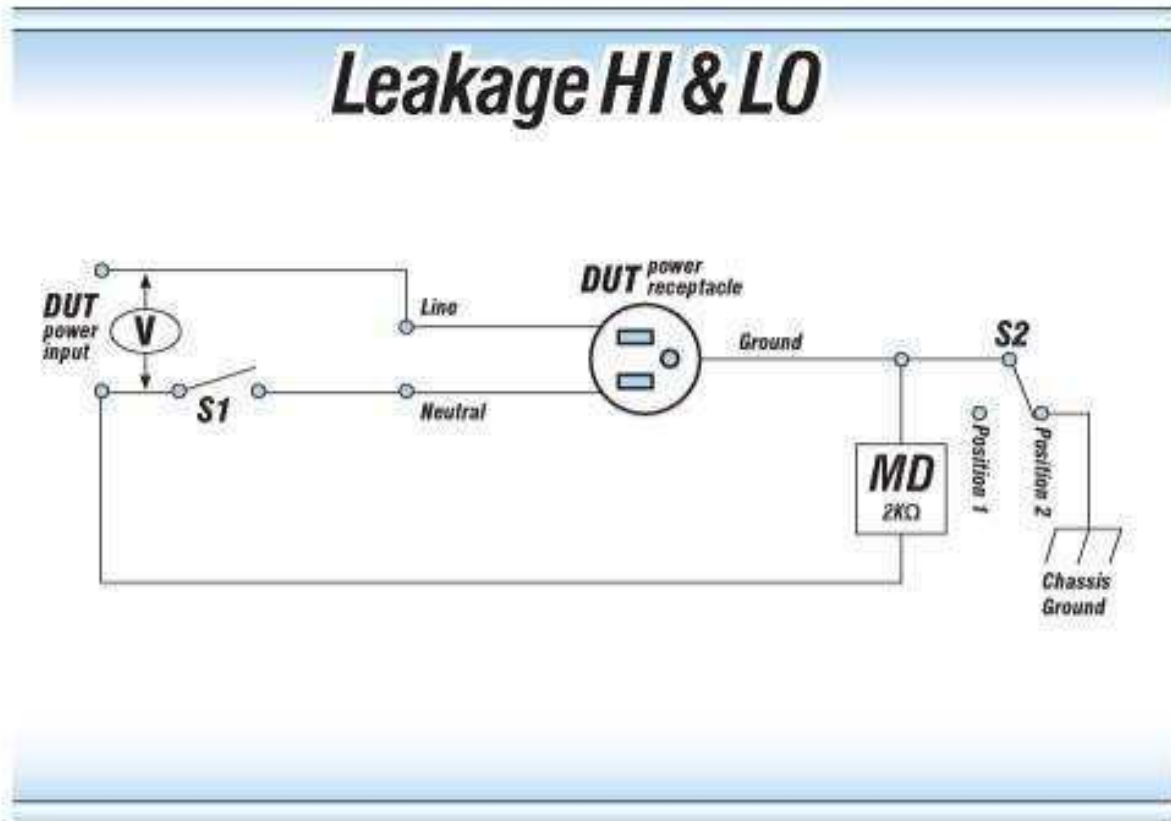 Leakage HI & LO
DUT
power
input
V
S1
Line
Neutral
DUT power
receptacle
Ground
MD
2KΩ
S2
Position 1
Position 2
Chassis
Ground